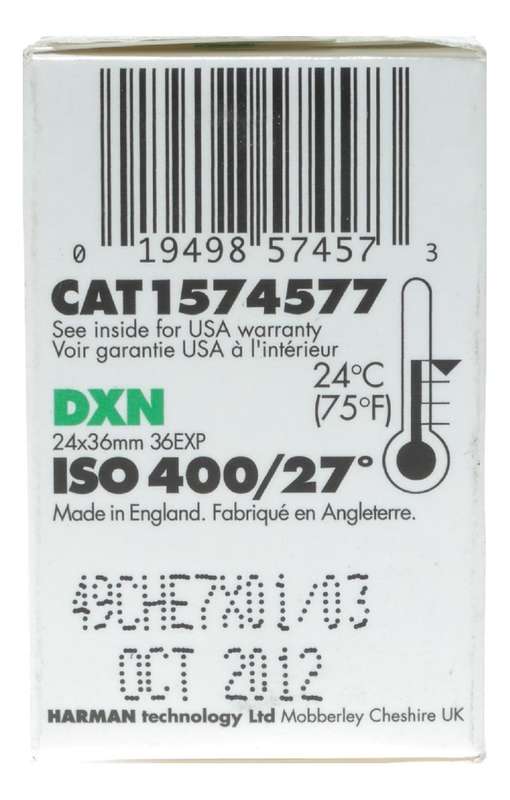 0 19498 57457 3
CAT 1574577
See inside for USA warranty
Voir garantie USA à l'intérieur
24°C
(75°F)
DXN
24x36mm 36EXP
ISO 400/27°
Made in England. Fabriqué en Angleterre.
49CHE7X01/03
OCT 2012
HARMAN technology Ltd Mobberley Cheshire UK